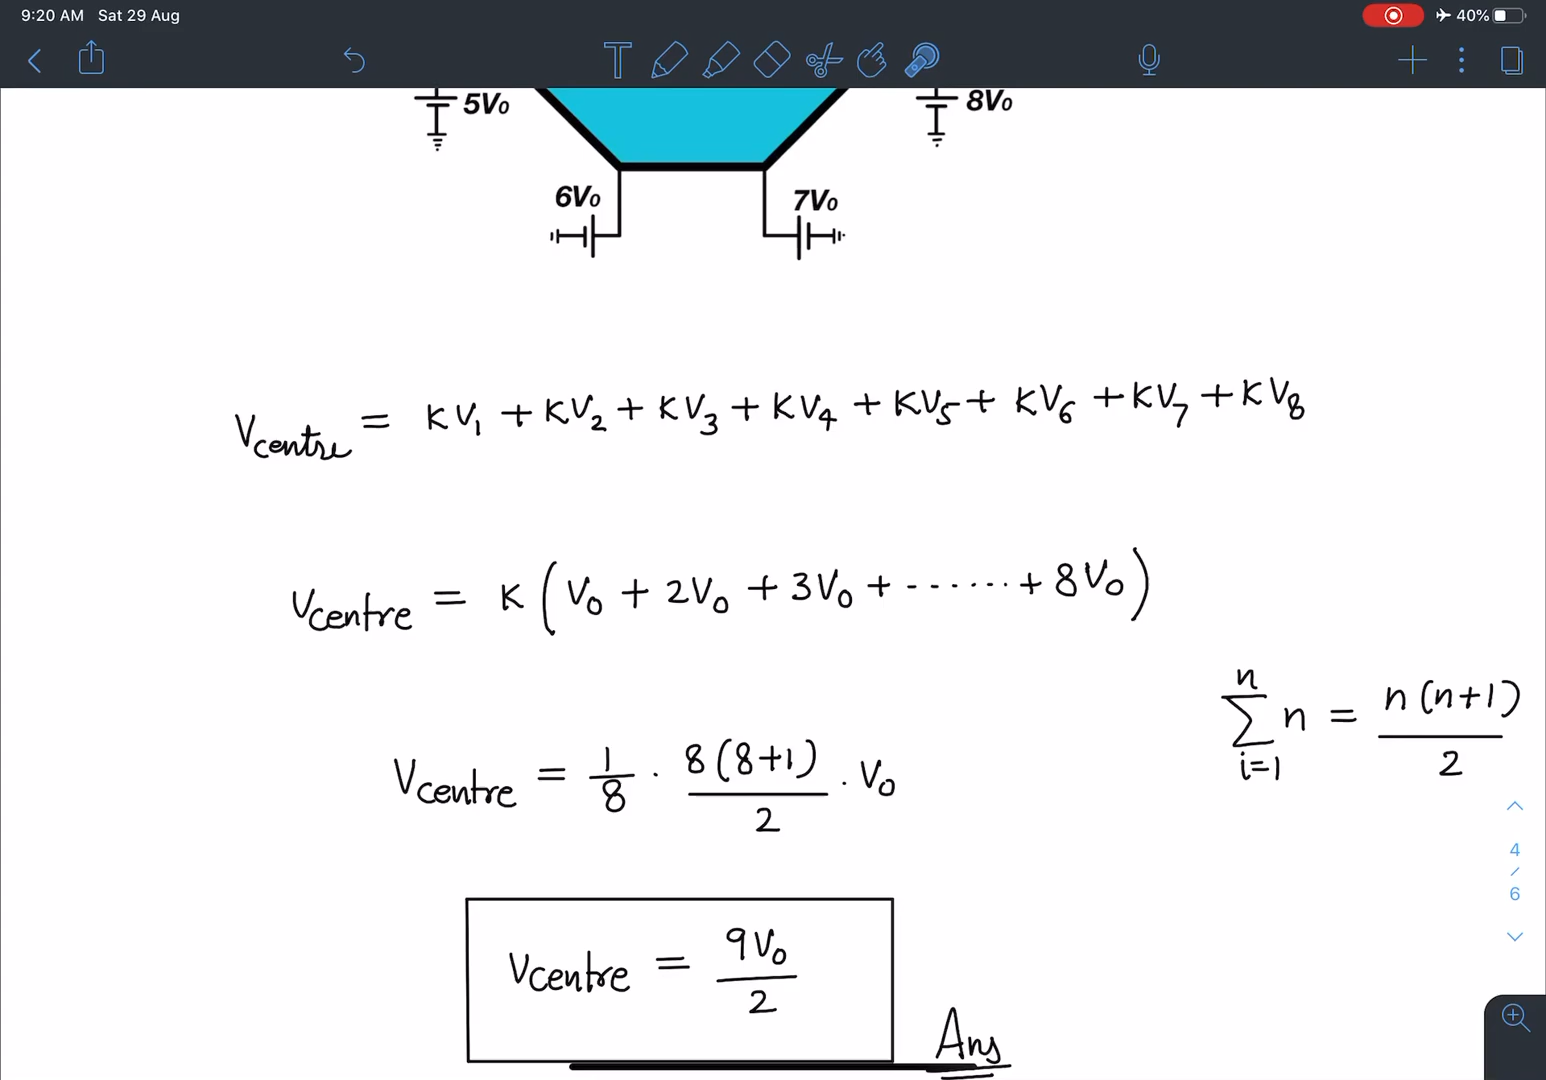 9:20 AM Sat 29 Aug 40%
5V₀ 8V₀
6V₀ 7V₀
Vcentre = KV₁ + KV₂ + KV₃ + KV₄ + KV₅ + KV₆ + KV₇ + KV₈
Vcentre = K (V₀ + 2V₀ + 3V₀ + ...... + 8V₀)
Vcentre = 1/8 . 8(8+1)/2 . V₀
n Σ i=1 n = n(n+1)/2
4
/
6
Vcentre = 9V₀/2
Ans